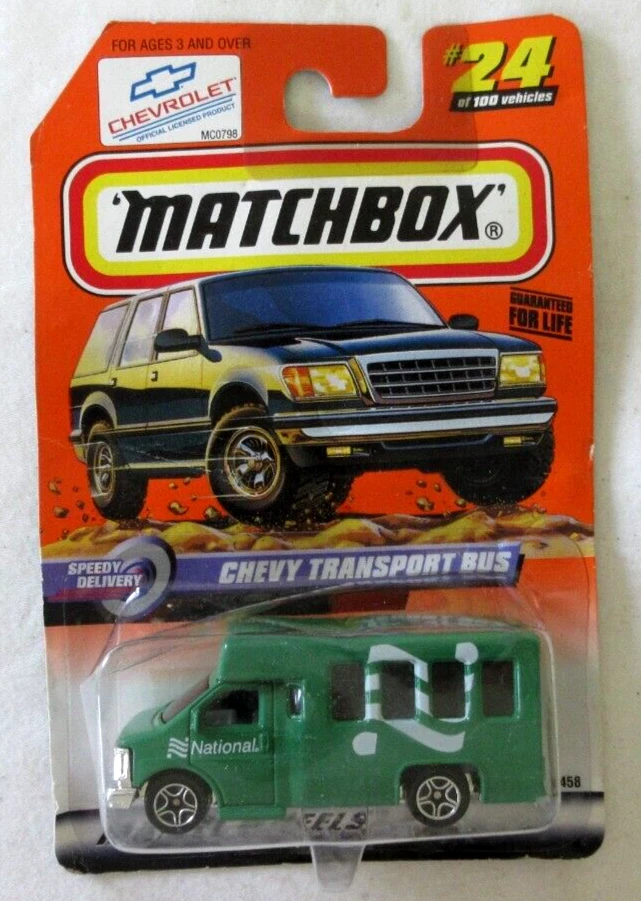 FOR AGES 3 AND OVER
CHEVROLET
OFFICIAL LICENSED PRODUCT
MC0798
#24
of 100 vehicles
'MATCHBOX'®
GUARANTEED
FOR LIFE
SPEEDY
DELIVERY
CHEVY TRANSPORT BUS
National
EELS
458